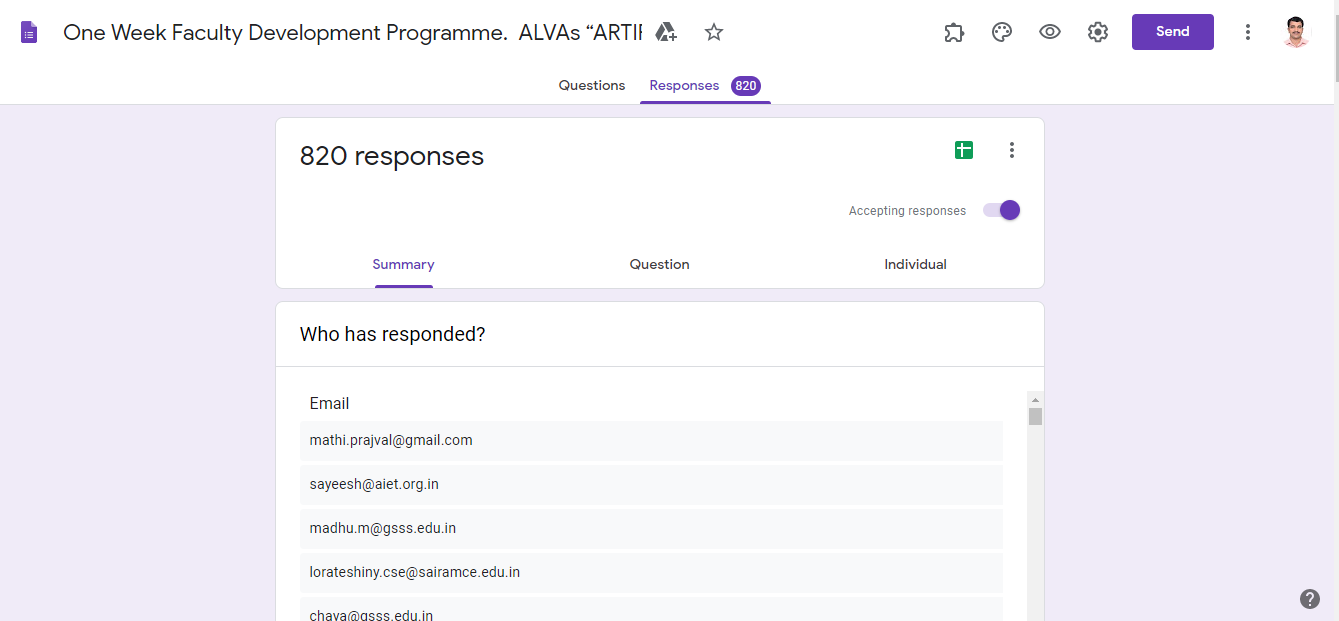 One Week Faculty Development Programme. ALVAs “ARTIF
Send
Questions
Responses 820
820 responses
Accepting responses
Summary
Question
Individual
Who has responded?
Email
mathi.prajval@gmail.com
sayeesh@aiet.org.in
madhu.m@gsss.edu.in
lorateshiny.cse@sairamce.edu.in
chaya@gsss.edu.in